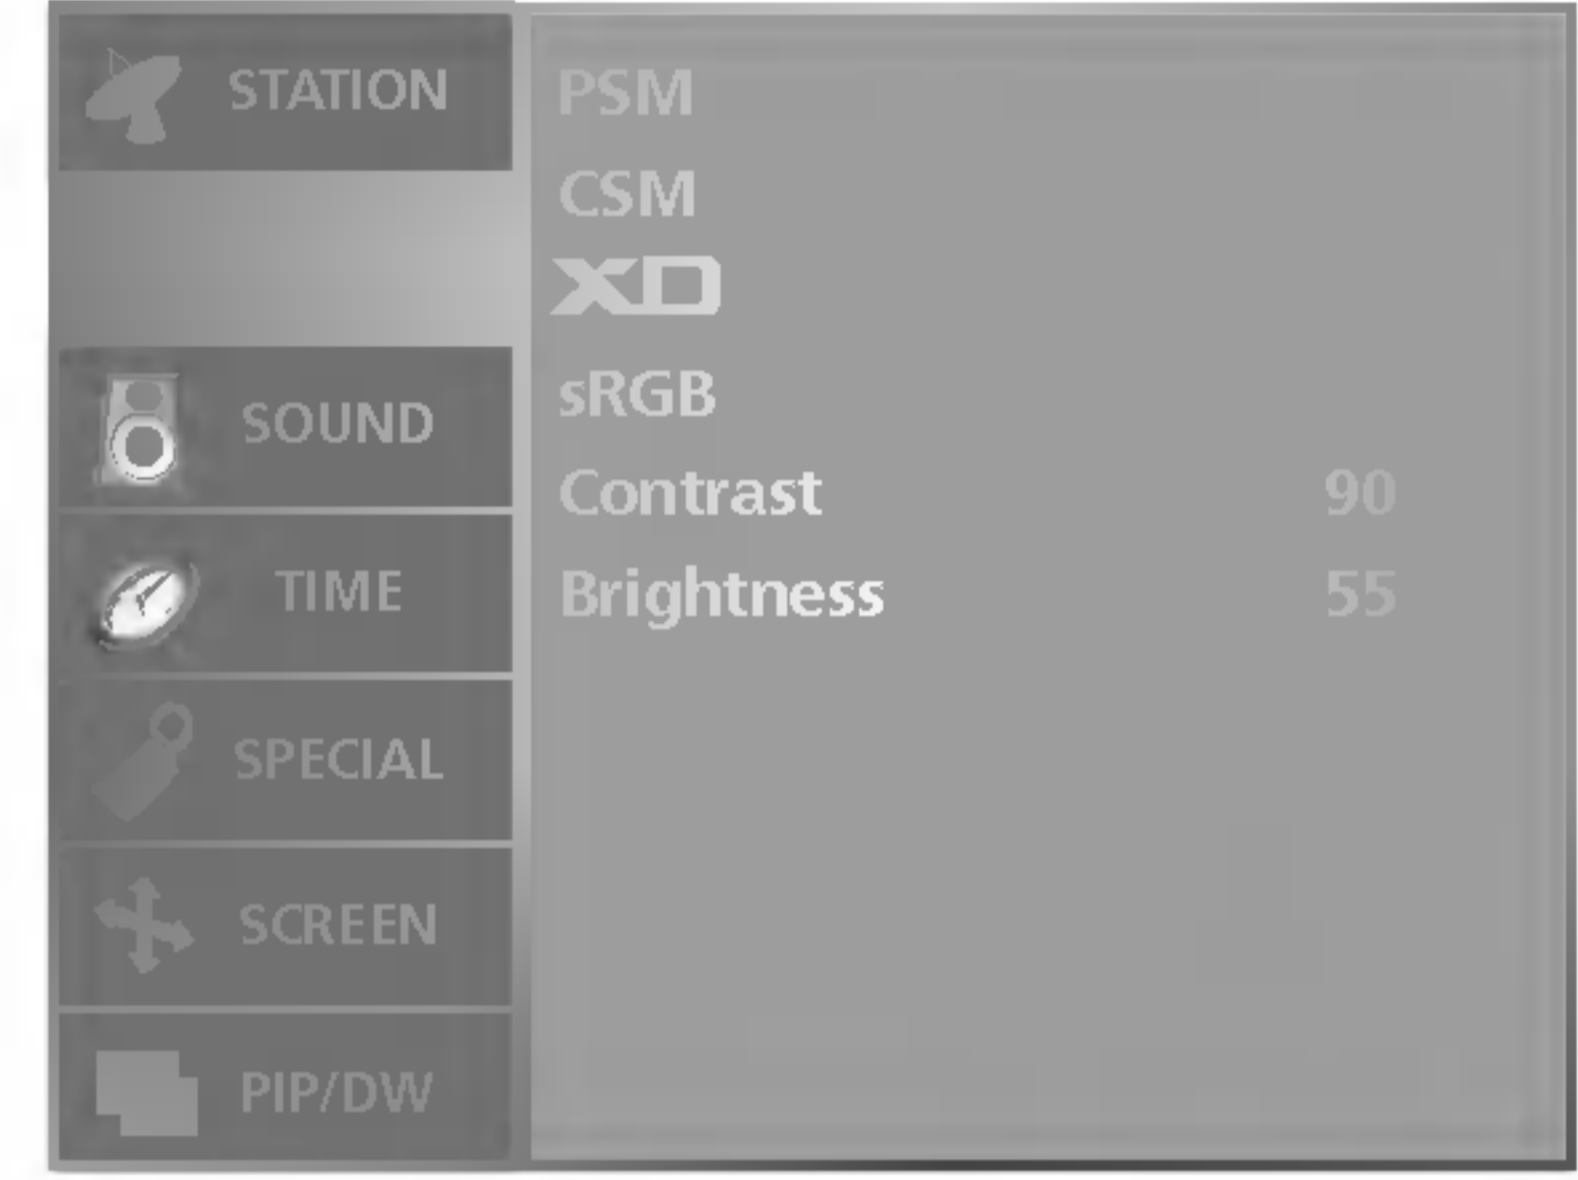 STATION
SOUND
TIME
SPECIAL
SCREEN
PIP/DW
PSM
CSM
XD
sRGB
Contrast 90
Brightness 55